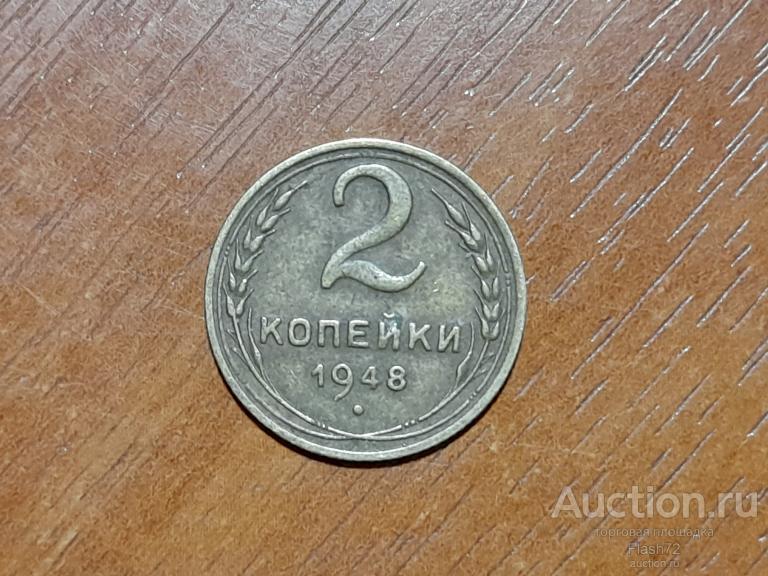 2
КОПЕЙКИ
1948
Auction.ru
торговая площадка
Flash72
auction.ru